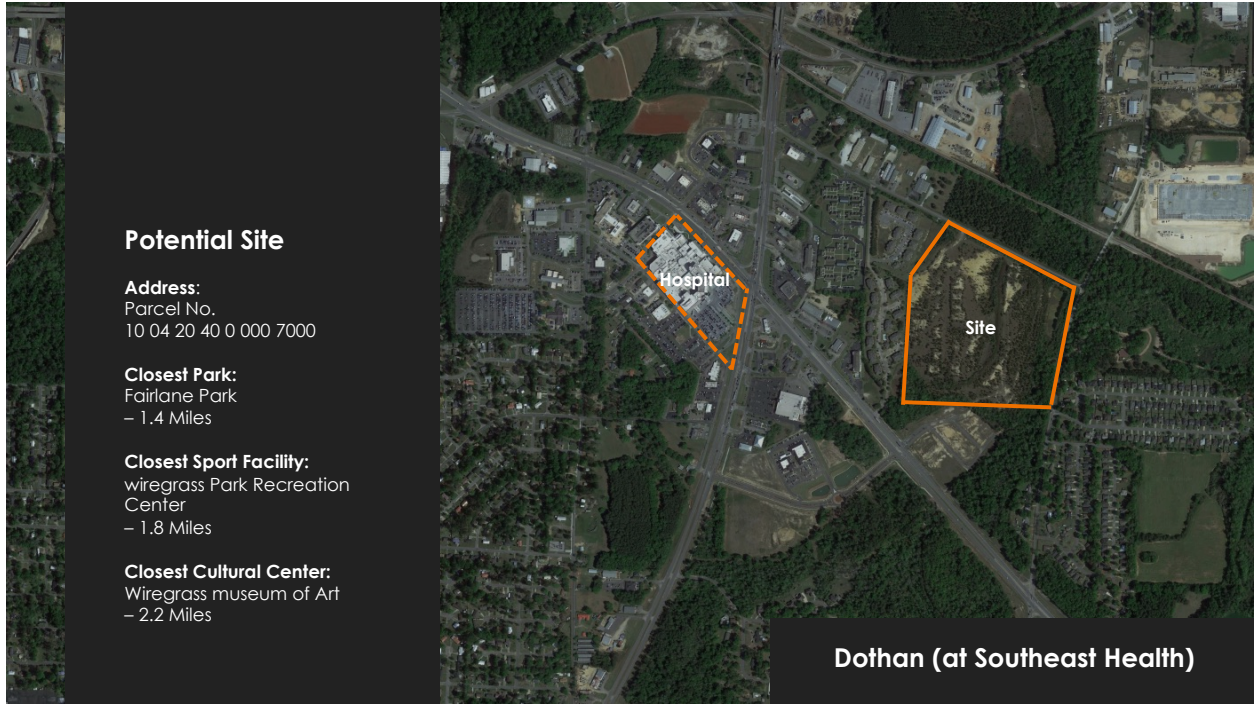 Potential Site
Address:
Parcel No.
10 04 20 40 0 000 7000
Closest Park:
Fairlane Park
– 1.4 Miles
Closest Sport Facility:
wiregrass Park Recreation
Center
– 1.8 Miles
Closest Cultural Center:
Wiregrass museum of Art
– 2.2 Miles
Hospital
Site
Dothan (at Southeast Health)